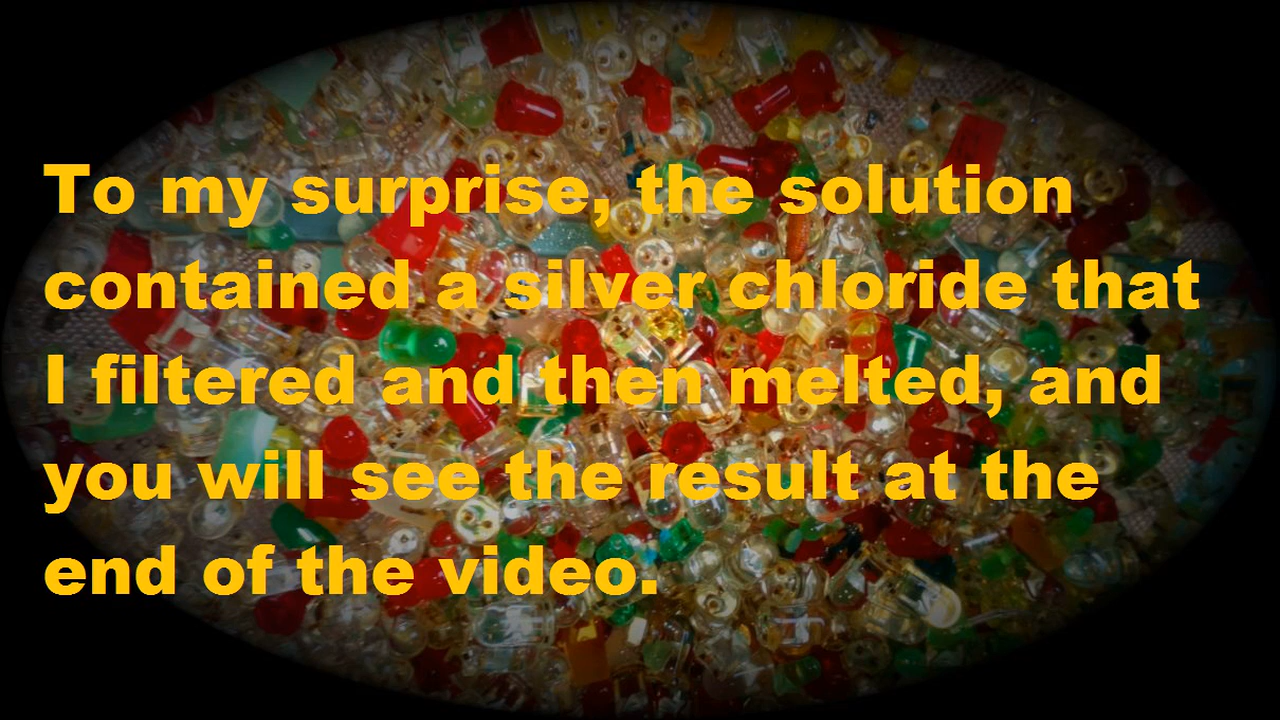 To my surprise, the solution
contained a silver chloride that
I filtered and then melted, and
you will see the result at the
end of the video.